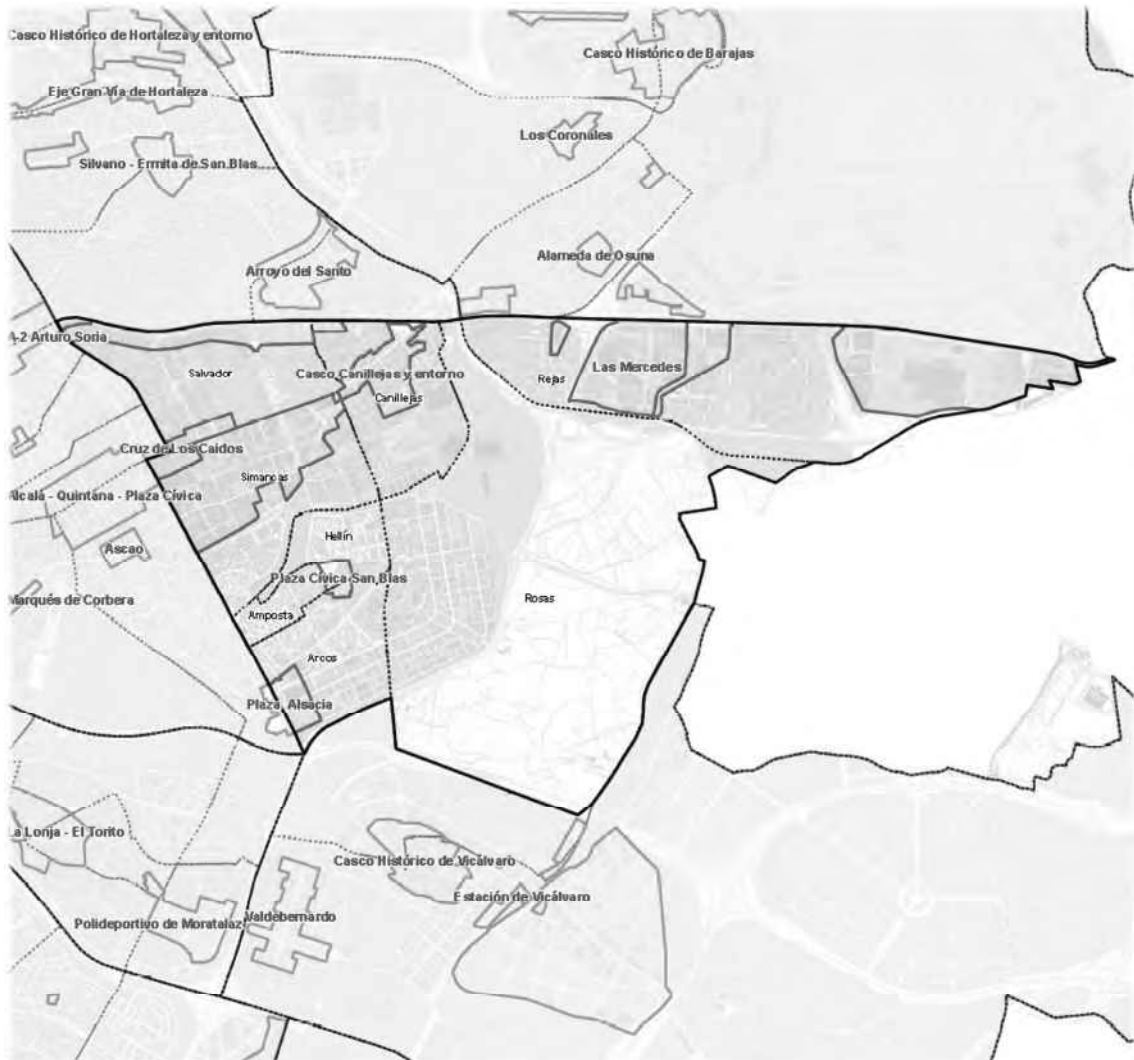 Casco Histórico de Hortaleza y entorno
Casco Histórico de Barajas
Eje Gran Vía de Hortaleza
Los Coronales
Silvano - Ermita de San Blas
Alameda de Osuna
Arroyo del Santo
A-2 Arturo Soria
Salvador
Casco Canillejas y entorno
Las Mercedes
Rejas
Canillejas
Cruz de Los Caídos
Simancas
Alcalá - Quintana - Plaza Cívica
Hellín
Ascao
Plaza Cívica San Blas
Marqués de Corbera
Rosas
Amposta
Arcos
Plaza Alsacia
La Lonja - El Torito
Casco Histórico de Vicálvaro
Estación de Vicálvaro
Polideportivo de Moratalaz
Valdebernardo